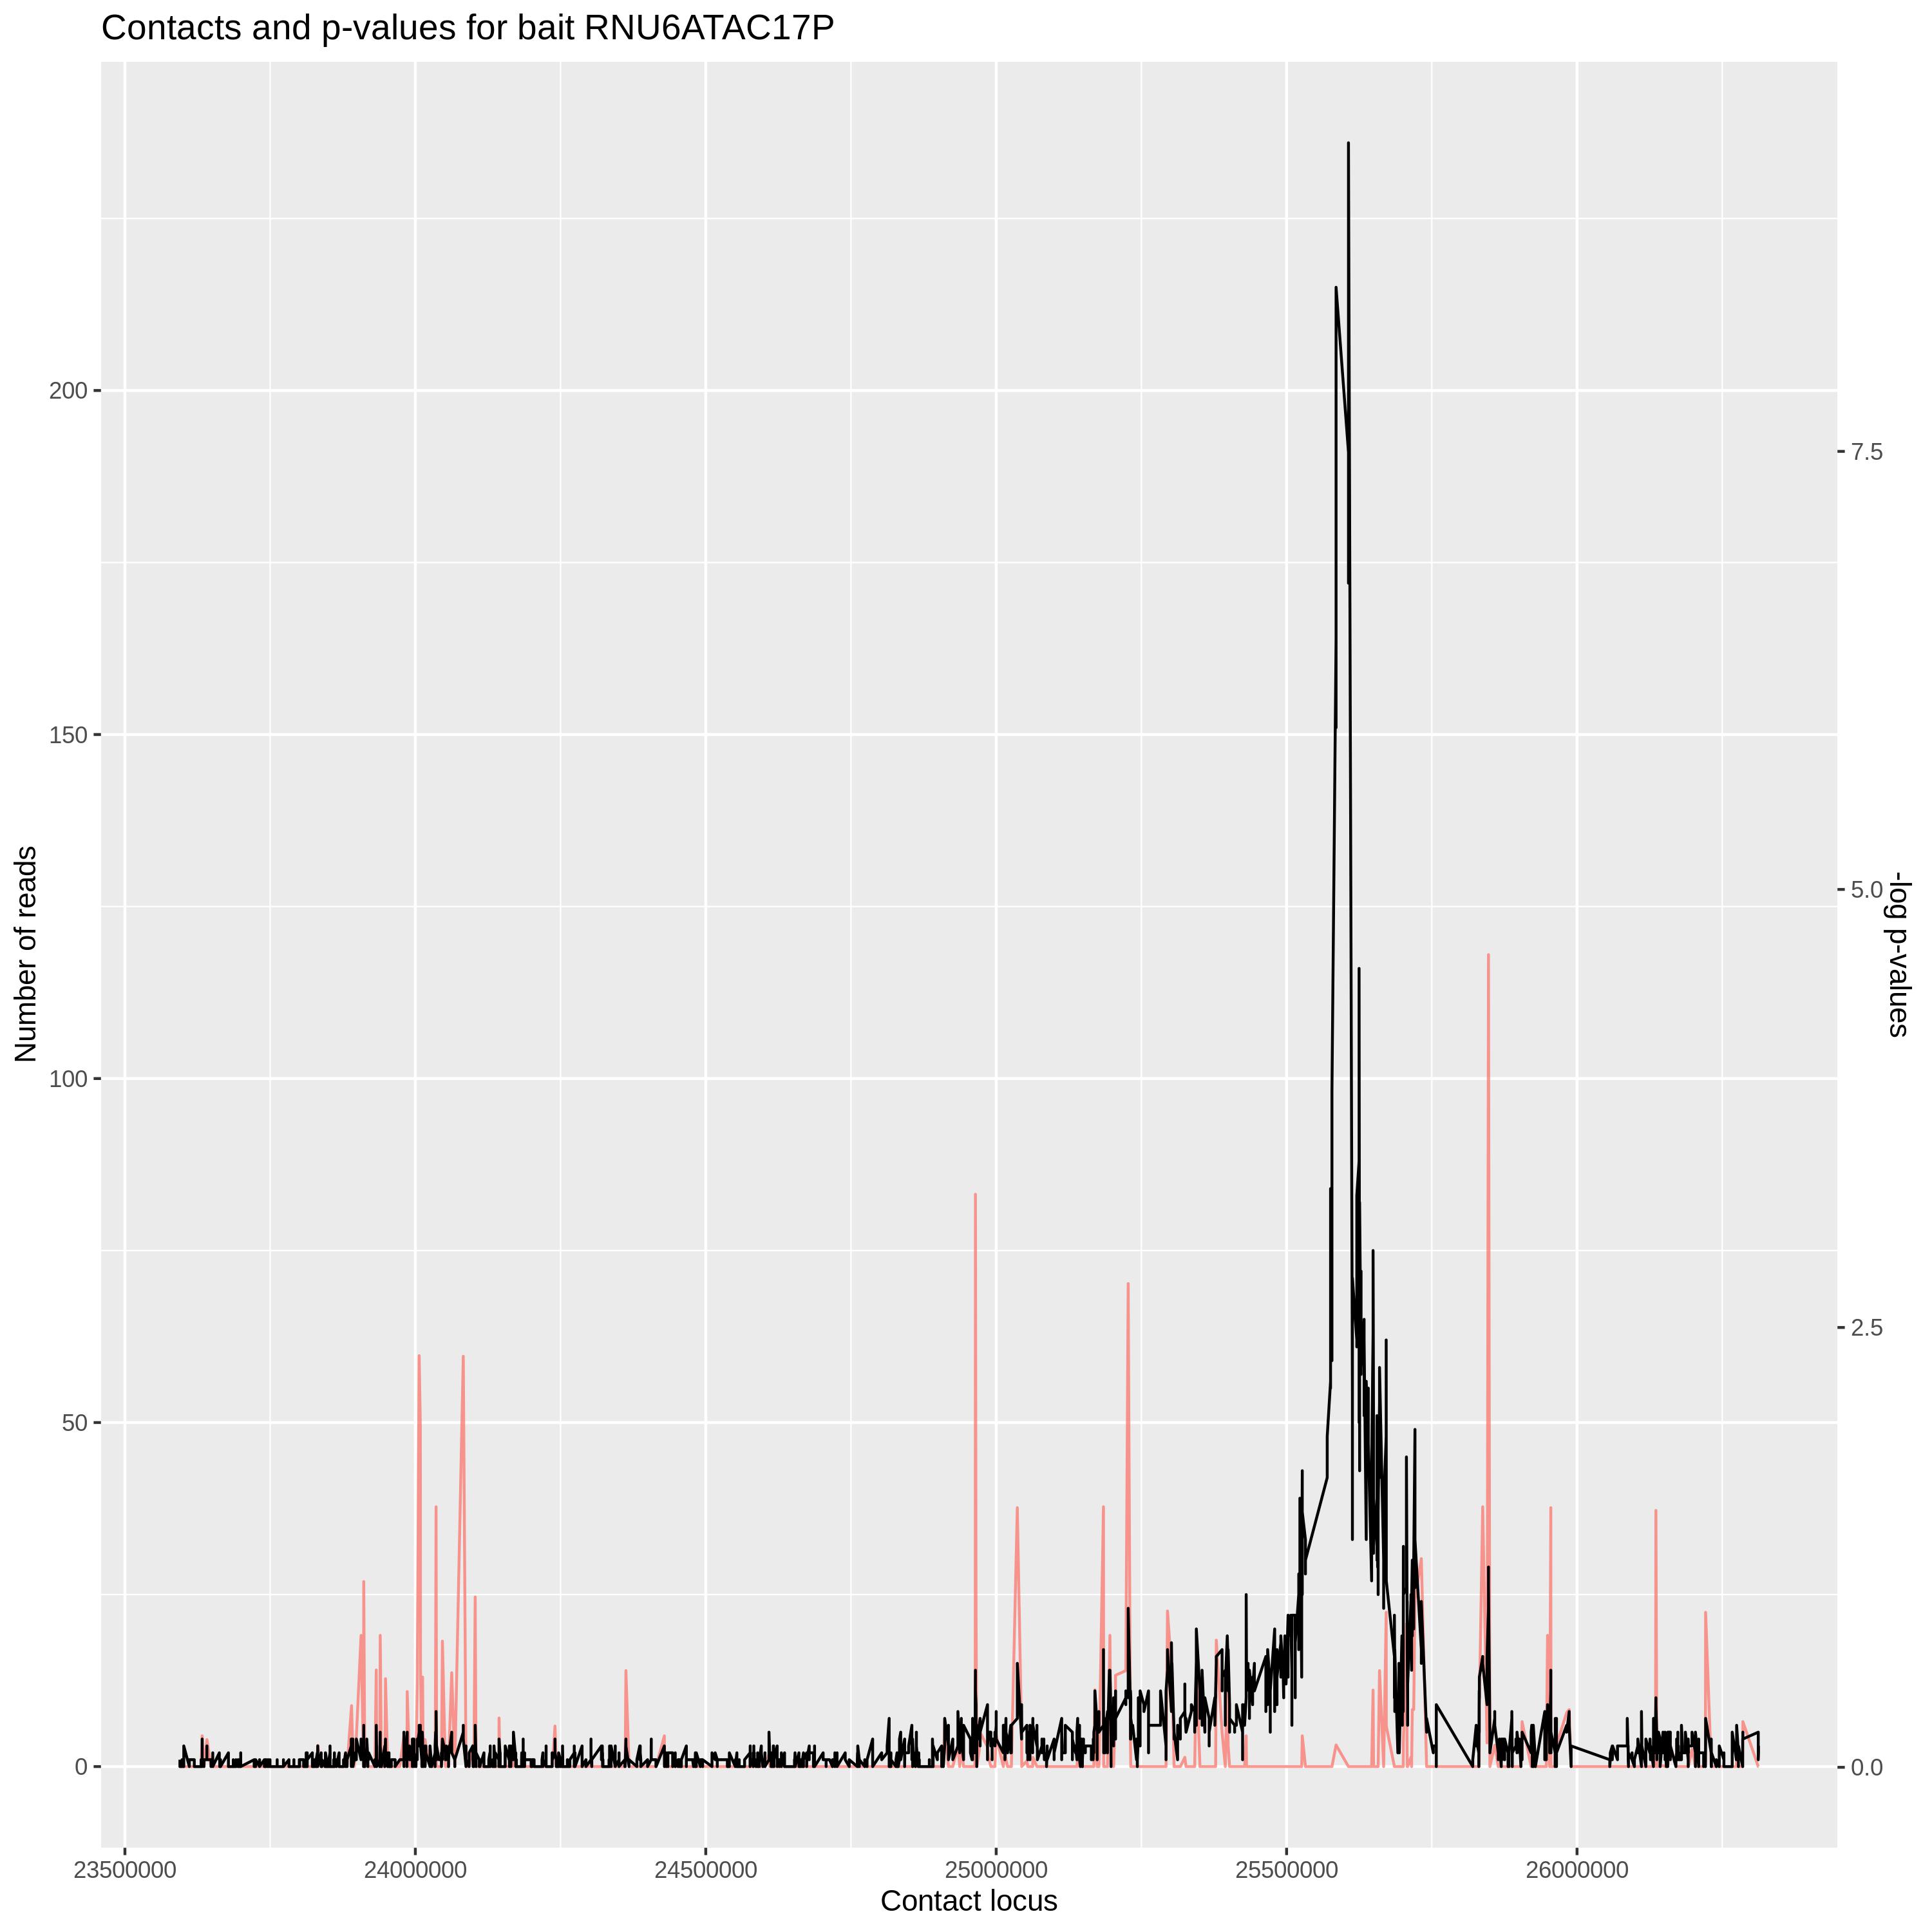 Contacts and p-values for bait RNU6ATAC17P
200
150
100
50
0
Number of reads
7.5
5.0
2.5
0.0
-log p-values
23500000 24000000 24500000 25000000 25500000 26000000
Contact locus